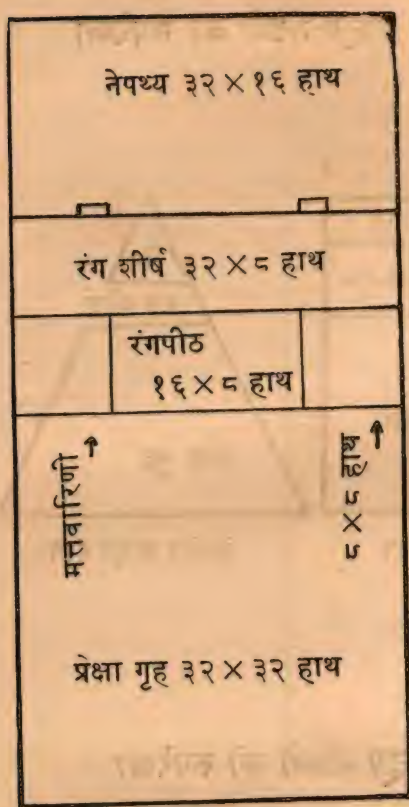 नेपथ्य ३२ × १६ हाथ
रंग शीर्ष ३२ × ८ हाथ
रंगपीठ
१६ × ८ हाथ
मत्तवारिणी
८ × ८ हाथ
प्रेक्षा गृह ३२ × ३२ हाथ